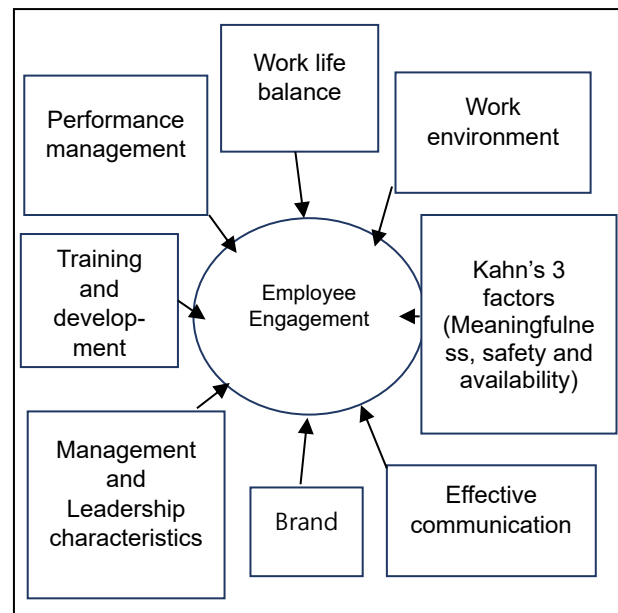 Work life
balance
Work
environment
Performance
management
Training
and
develop-
ment
Employee
Engagement
Kahn's 3
factors
(Meaningfulne
ss, safety and
availability)
Management
and
Leadership
characteristics
Brand
Effective
communication